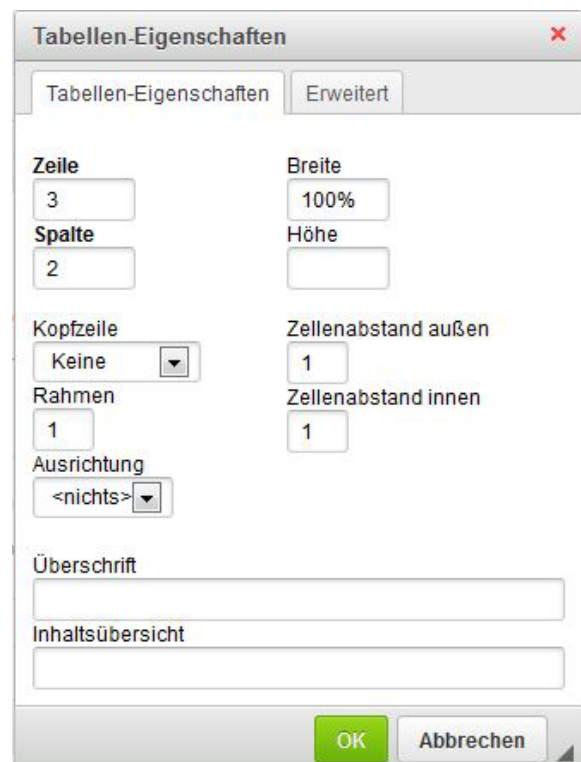 Tabellen-Eigenschaften
Tabellen-Eigenschaften Erweitert
Zeile Breite
3 100%
Spalte Höhe
2
Kopfzeile Zellenabstand außen
Keine 1
Rahmen Zellenabstand innen
1 1
Ausrichtung
<nichts>
Überschrift
Inhaltsübersicht
OK Abbrechen